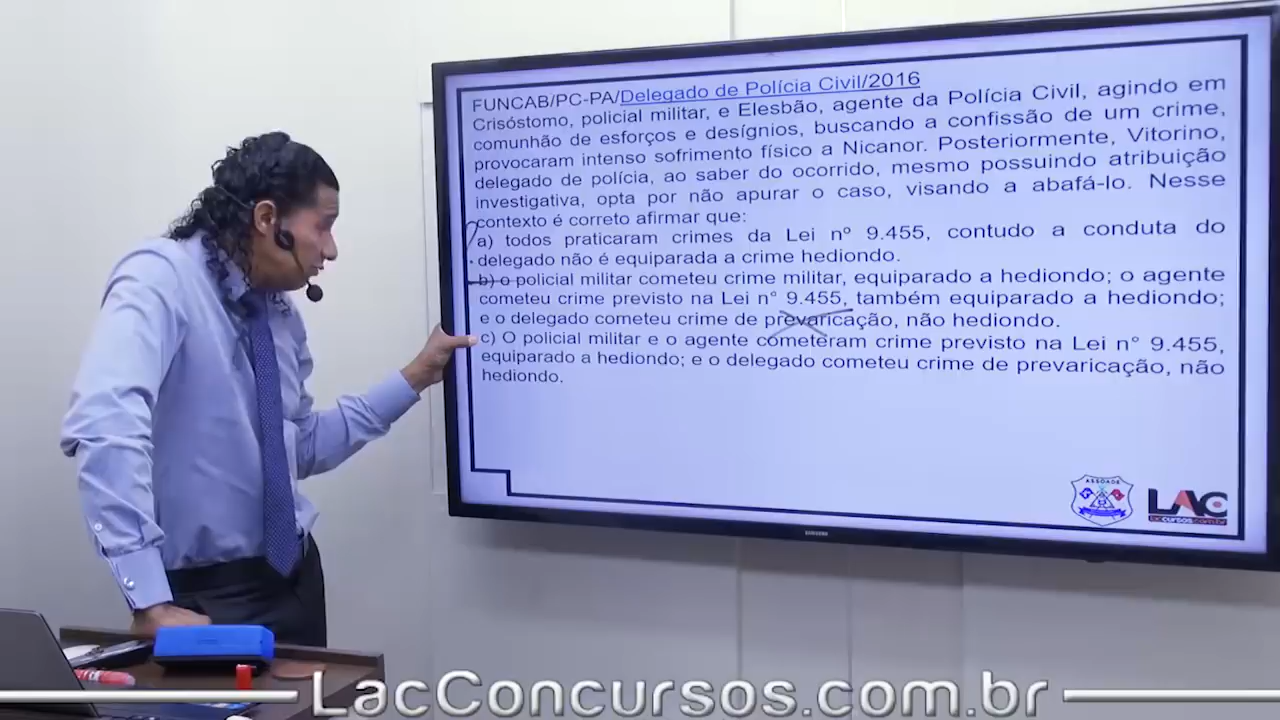 FUNCAB/PC-PA/Delegado de Polícia Civil/2016
Crisóstomo, policial militar, e Elesbão, agente da Polícia Civil, agindo em
comunhão de esforços e desígnios, buscando a confissão de um crime,
provocaram intenso sofrimento físico a Nicanor. Posteriormente, Vitorino,
delegado de polícia, ao saber do ocorrido, mesmo possuindo atribuição
investigativa, opta por não apurar o caso, visando a abafá-lo. Nesse
contexto é correto afirmar que:
a) todos praticaram crimes da Lei nº 9.455, contudo a conduta do
delegado não é equiparada a crime hediondo.
b) o policial militar cometeu crime militar, equiparado a hediondo; o agente
cometeu crime previsto na Lei n° 9.455, também equiparado a hediondo;
e o delegado cometeu crime de prevaricação, não hediondo.
c) O policial militar e o agente cometeram crime previsto na Lei n° 9.455,
equiparado a hediondo; e o delegado cometeu crime de prevaricação, não
hediondo.
ASSOADE
LAC
laccursos.com.br
SAMSUNG
LacConcursos.com.br